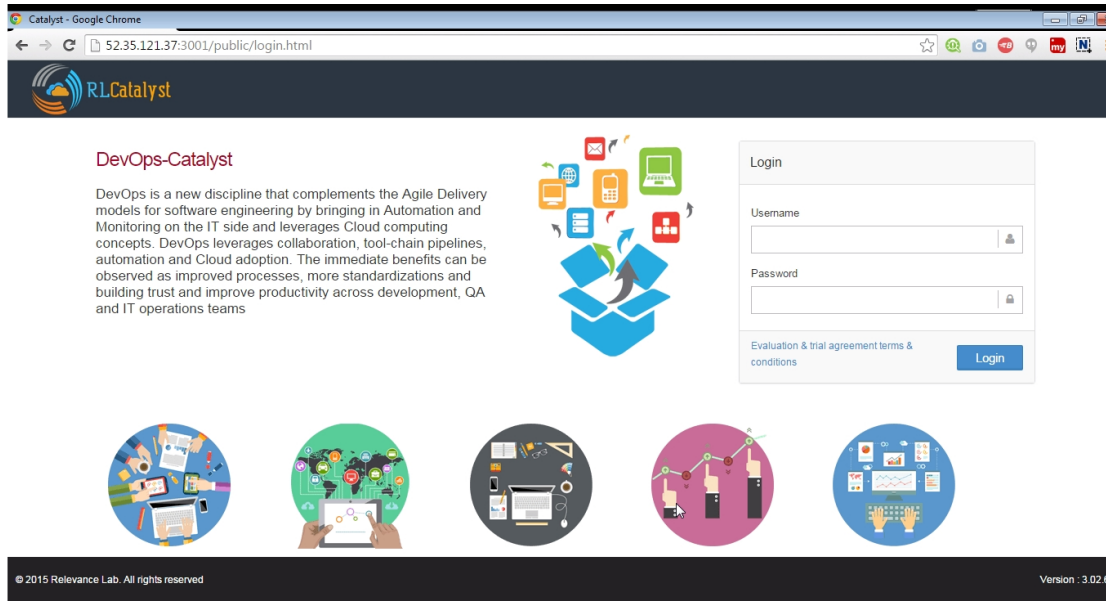 Catalyst - Google Chrome
52.35.121.37:3001/public/login.html
RLCatalyst
DevOps-Catalyst
DevOps is a new discipline that complements the Agile Delivery
models for software engineering by bringing in Automation and
Monitoring on the IT side and leverages Cloud computing
concepts. DevOps leverages collaboration, tool-chain pipelines,
automation and Cloud adoption. The immediate benefits can be
observed as improved processes, more standardizations and
building trust and improve productivity across development, QA
and IT operations teams
Login
Username
Password
Evaluation & trial agreement terms &
conditions
Login
© 2015 Relevance Lab. All rights reserved
Version : 3.02.